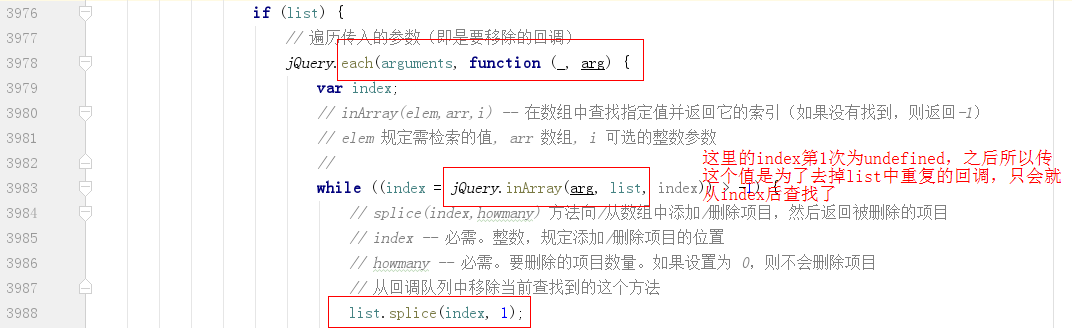 3976 if (list) {
3977 // 遍历传入的参数（即是要移除的回调）
3978 jQuery.each(arguments, function (_, arg) {
3979 var index;
3980 // inArray(elem,arr,i) -- 在数组中查找指定值并返回它的索引（如果没有找到，则返回-1）
3981 // elem 规定需检索的值, arr 数组, i 可选的整数参数
3982 //
这里的index第1次为undefined，之后所以传
这个值是为了去掉list中重复的回调，只会就
从index后查找了
3983 while ((index = jQuery.inArray(arg, list, index)) > -1) {
3984 // splice(index,howmany) 方法向/从数组中添加/删除项目，然后返回被删除的项目
3985 // index -- 必需。整数，规定添加/删除项目的位置
3986 // howmany -- 必需。要删除的项目数量。如果设置为 0，则不会删除项目
3987 // 从回调队列中移除当前查找到的这个方法
3988 list.splice(index, 1);